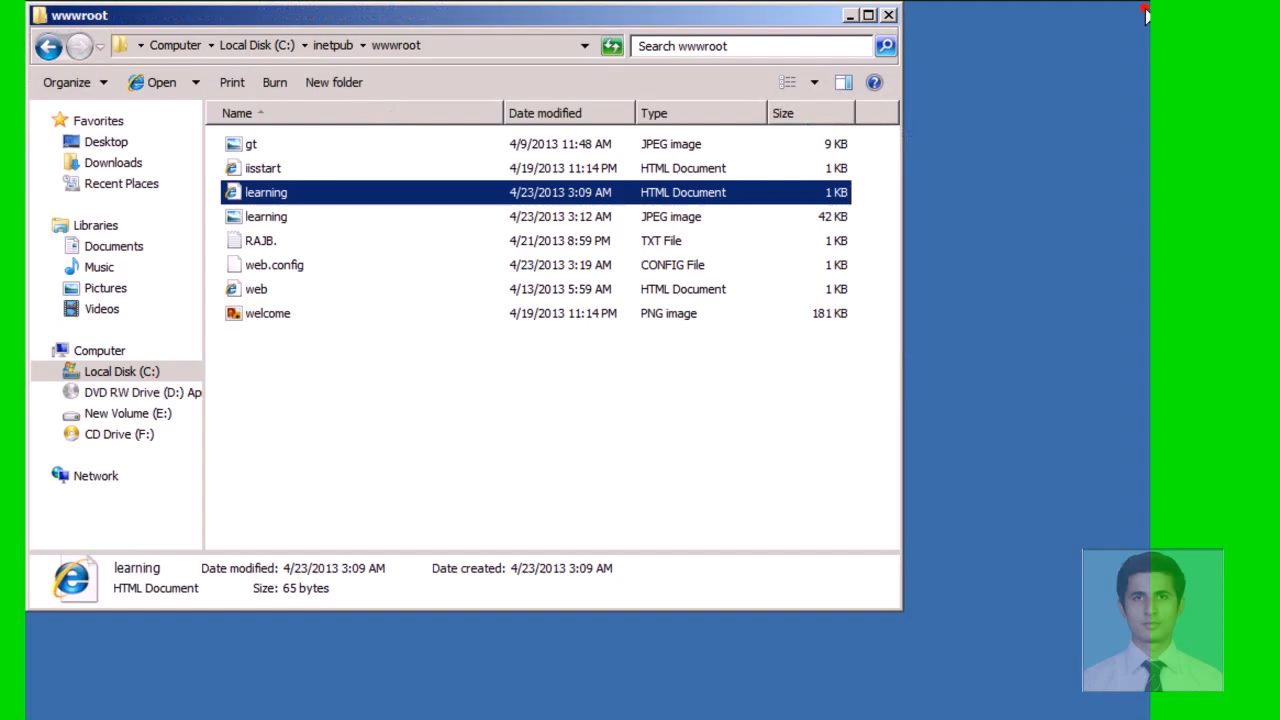 wwwroot
Computer Local Disk (C:) inetpub wwwroot Search wwwroot
Organize Open Print Burn New folder
Name Date modified Type Size
Favorites
Desktop
Downloads
Recent Places
Libraries
Documents
Music
Pictures
Videos
Computer
Local Disk (C:)
DVD RW Drive (D:) Ap
New Volume (E:)
CD Drive (F:)
Network
gt 4/9/2013 11:48 AM JPEG image 9 KB
iisstart 4/19/2013 11:14 PM HTML Document 1 KB
learning 4/23/2013 3:09 AM HTML Document 1 KB
learning 4/23/2013 3:12 AM JPEG image 42 KB
RAJB. 4/21/2013 8:59 PM TXT File 1 KB
web.config 4/23/2013 3:19 AM CONFIG File 1 KB
web 4/13/2013 5:59 AM HTML Document 1 KB
welcome 4/19/2013 11:14 PM PNG image 181 KB
learning Date modified: 4/23/2013 3:09 AM Date created: 4/23/2013 3:09 AM
HTML Document Size: 65 bytes